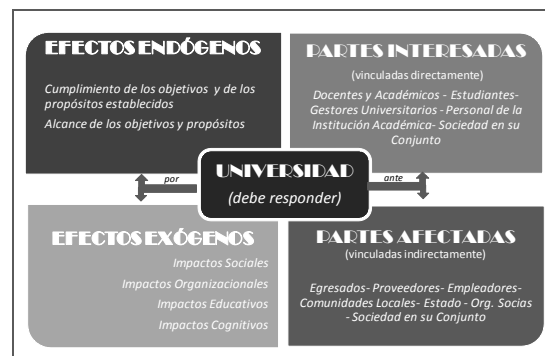 EFECTOS ENDÓGENOS
Cumplimiento de los objetivos y de los
propósitos establecidos
Alcance de los objetivos y propósitos
PARTES INTERESADAS
(vinculadas directamente)
Docentes y Académicos - Estudiantes-
Gestores Universitarios - Personal de la
Institución Académica- Sociedad en su
Conjunto
por
UNIVERSIDAD
(debe responder)
ante
EFECTOS EXÓGENOS
Impactos Sociales
Impactos Organizacionales
Impactos Educativos
Impactos Cognitivos
PARTES AFECTADAS
(vinculadas indirectamente)
Egresados- Proveedores- Empleadores-
Comunidades Locales- Estado - Org. Socias
- Sociedad en su Conjunto